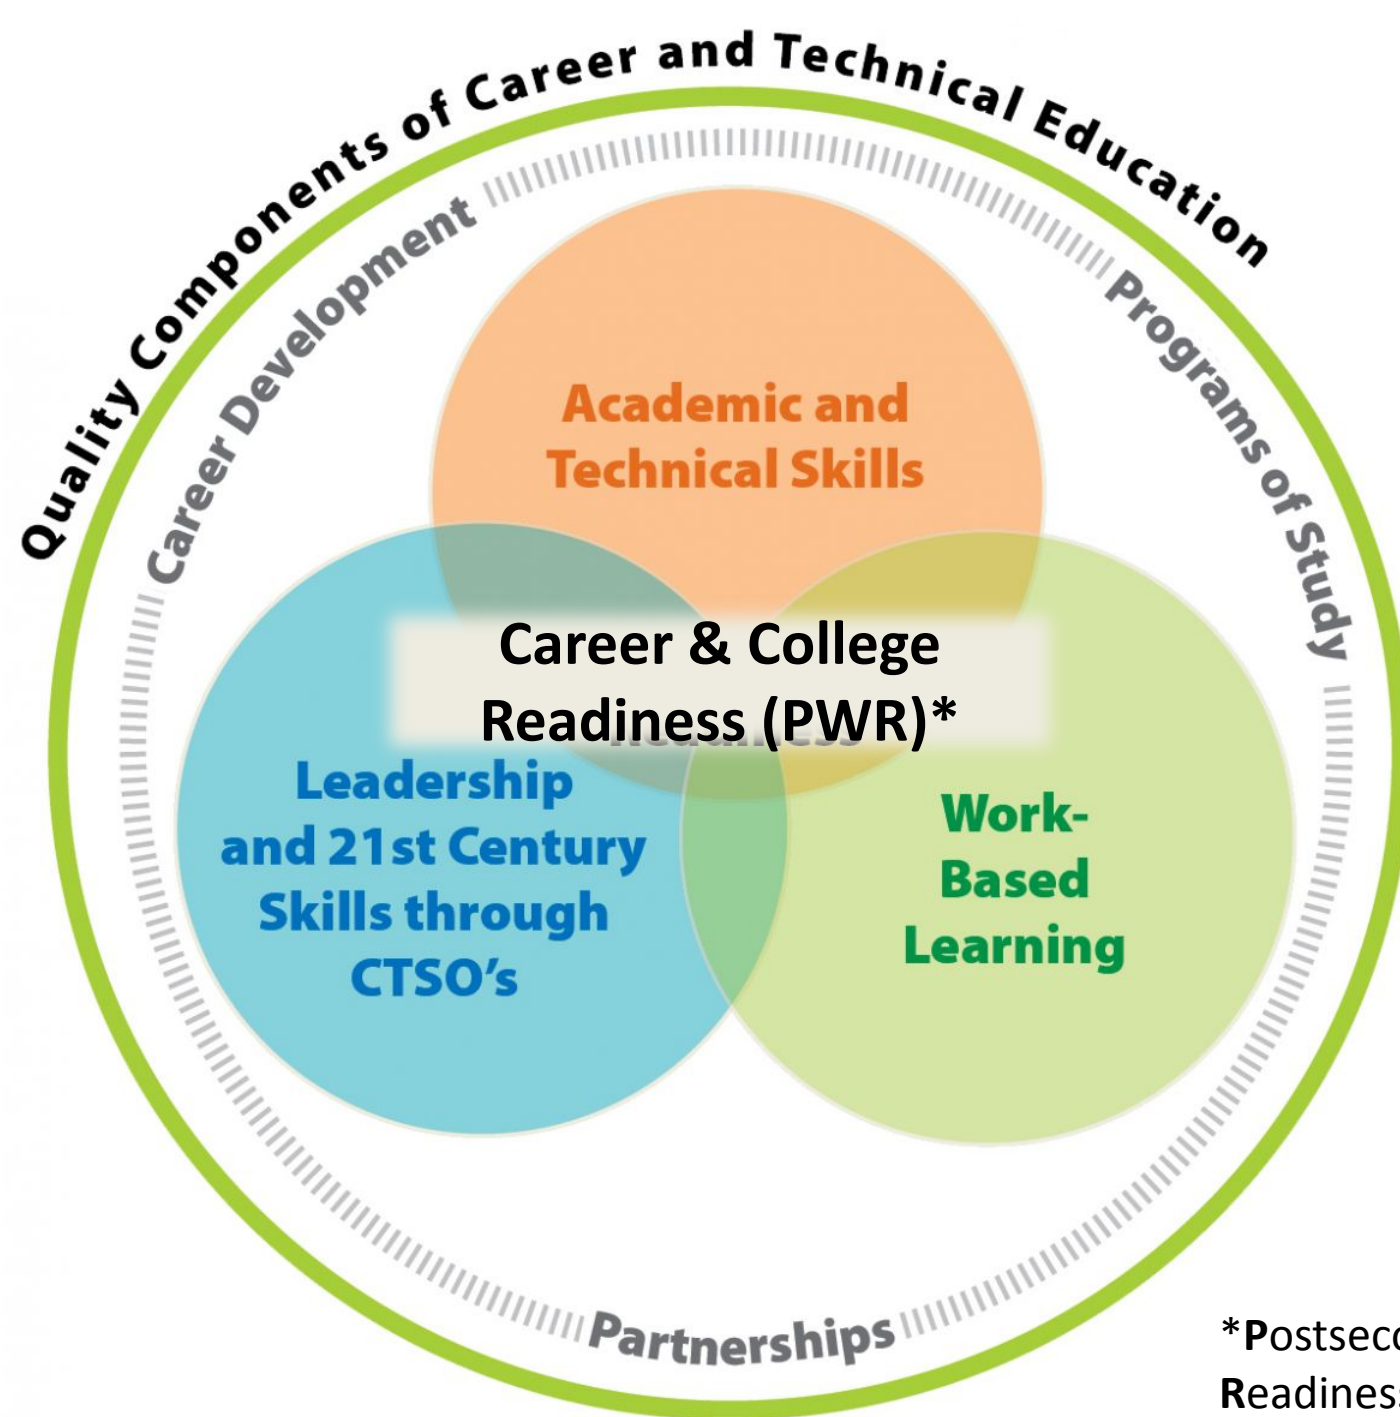 Quality Components of Career and Technical Education
Career Development
Programs of Study
Academic and
Technical Skills
Career & College
Readiness (PWR)*
Leadership
and 21st Century
Skills through
CTSO's
Work-
Based
Learning
Partnerships